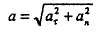 a = √(a_τ² + a_n²)